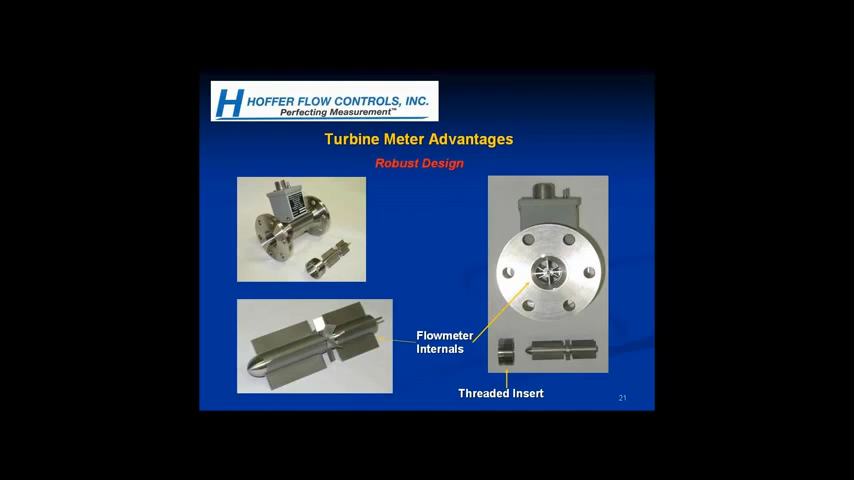 HOFFER FLOW CONTROLS, INC.
Perfecting Measurement™
Turbine Meter Advantages
Robust Design
Flowmeter
Internals
Threaded Insert
21